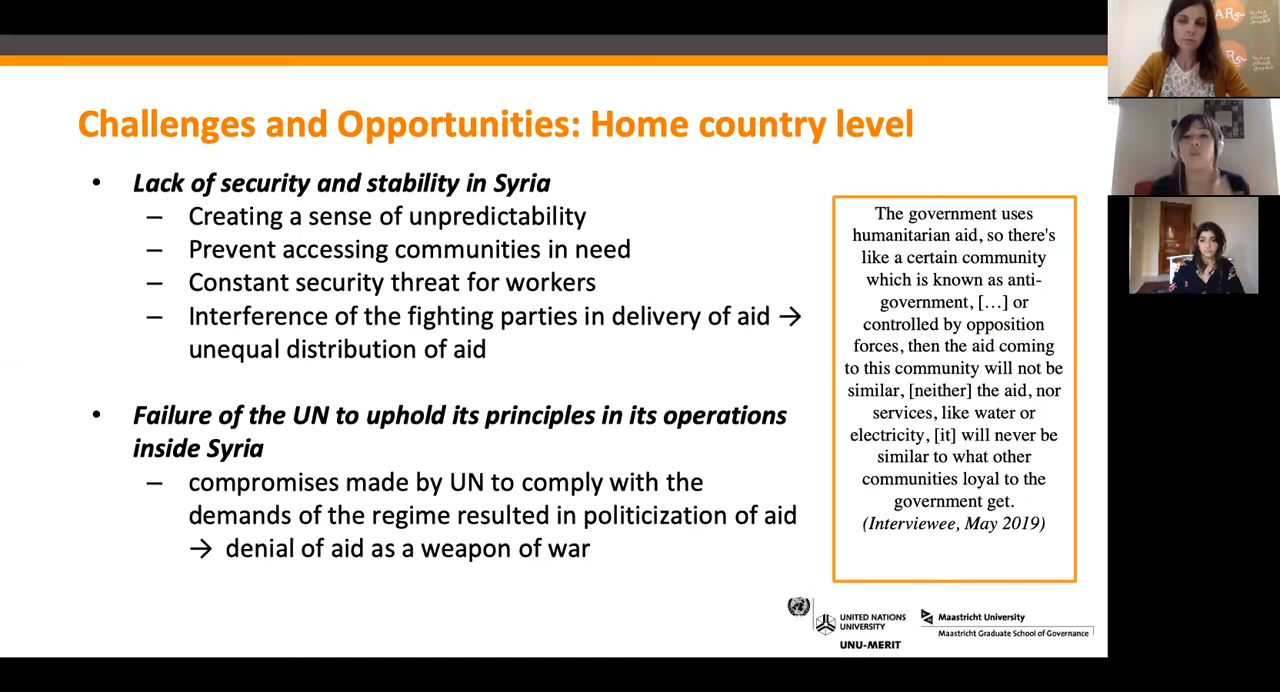 Challenges and Opportunities: Home country level
• Lack of security and stability in Syria
– Creating a sense of unpredictability
– Prevent accessing communities in need
– Constant security threat for workers
– Interference of the fighting parties in delivery of aid →
unequal distribution of aid
• Failure of the UN to uphold its principles in its operations
inside Syria
– compromises made by UN to comply with the
demands of the regime resulted in politicization of aid
→ denial of aid as a weapon of war
The government uses
humanitarian aid, so there's
like a certain community
which is known as anti-
government, […] or
controlled by opposition
forces, then the aid coming
to this community will not be
similar, [neither] the aid, nor
services, like water or
electricity, [it] will never be
similar to what other
communities loyal to the
government get.
(Interviewee, May 2019)
UNITED NATIONS
UNIVERSITY
UNU-MERIT
Maastricht University
Maastricht Graduate School of Governance
AR